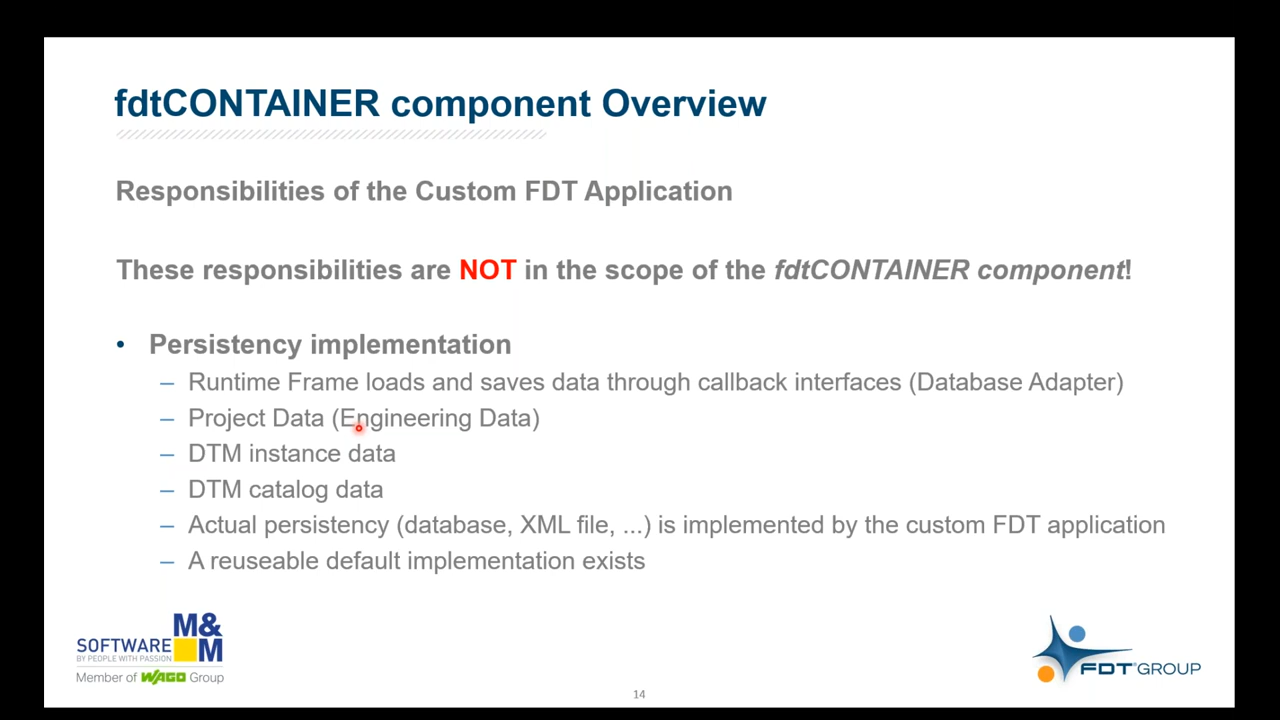 fdtCONTAINER component Overview
Responsibilities of the Custom FDT Application
These responsibilities are NOT in the scope of the fdtCONTAINER component!
• Persistency implementation
– Runtime Frame loads and saves data through callback interfaces (Database Adapter)
– Project Data (Engineering Data)
– DTM instance data
– DTM catalog data
– Actual persistency (database, XML file, ...) is implemented by the custom FDT application
– A reuseable default implementation exists
M&
SOFTWARE M
BY PEOPLE WITH PASSION
Member of WAGO Group
FDT® GROUP
14